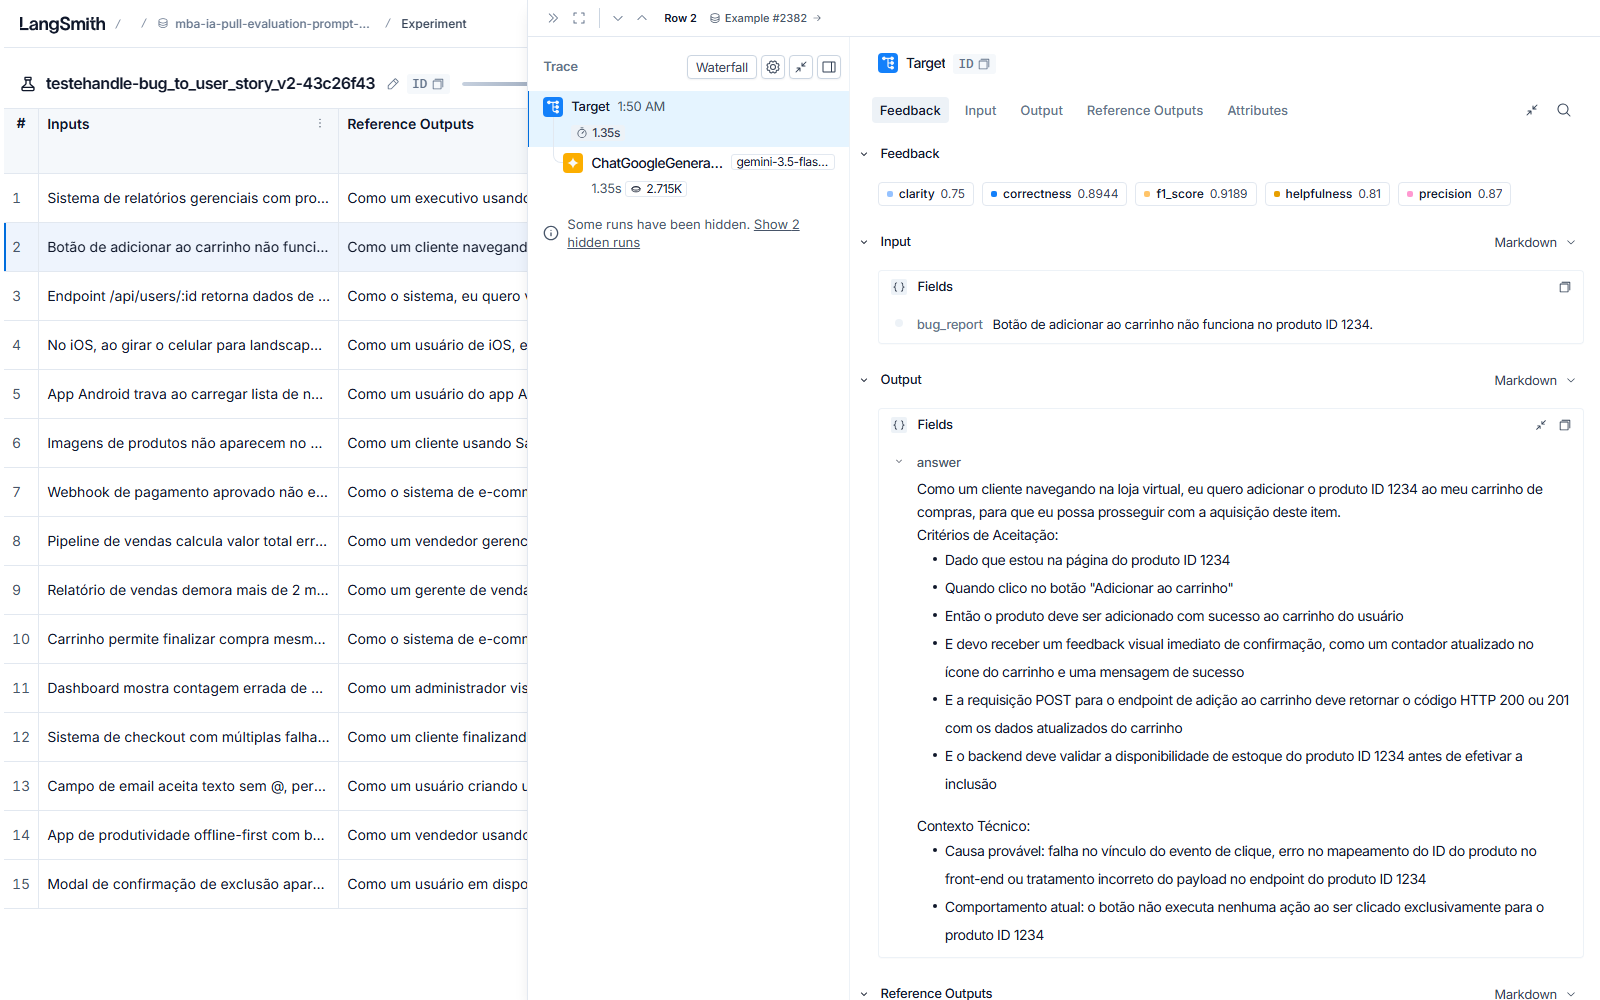 LangSmith / / mba-ia-pull-evaluation-prompt-... / Experiment
testehandle-bug_to_user_story_v2-43c26f43 ID
# Inputs Reference Outputs
1 Sistema de relatórios gerenciais com pro... Como um executivo usando
2 Botão de adicionar ao carrinho não funci... Como um cliente navegand
3 Endpoint /api/users/:id retorna dados de ... Como o sistema, eu quero v
4 No iOS, ao girar o celular para landscap... Como um usuário de iOS, e
5 App Android trava ao carregar lista de n... Como um usuário do app A
6 Imagens de produtos não aparecem no ... Como um cliente usando Sa
7 Webhook de pagamento aprovado não e... Como o sistema de e-comm
8 Pipeline de vendas calcula valor total err... Como um vendedor gerenc
9 Relatório de vendas demora mais de 2 m... Como um gerente de venda
10 Carrinho permite finalizar compra mesm... Como o sistema de e-comm
11 Dashboard mostra contagem errada de ... Como um administrador vis
12 Sistema de checkout com múltiplas falha... Como um cliente finalizand
13 Campo de email aceita texto sem @, per... Como um usuário criando u
14 App de produtividade offline-first com b... Como um vendedor usando
15 Modal de confirmação de exclusão apar... Como um usuário em dispo
Row 2 Example #2382
Trace Waterfall
Target 1:50 AM
1.35s
ChatGoogleGenera... gemini-3.5-flas...
1.35s 2.715K
Some runs have been hidden. Show 2
hidden runs
Target ID
Feedback Input Output Reference Outputs Attributes
Feedback
clarity 0.75 correctness 0.8944 f1_score 0.9189 helpfulness 0.81 precision 0.87
Input Markdown
{} Fields
bug_report Botão de adicionar ao carrinho não funciona no produto ID 1234.
Output Markdown
{} Fields
answer
Como um cliente navegando na loja virtual, eu quero adicionar o produto ID 1234 ao meu carrinho de
compras, para que eu possa prosseguir com a aquisição deste item.
Critérios de Aceitação:
• Dado que estou na página do produto ID 1234
• Quando clico no botão "Adicionar ao carrinho"
• Então o produto deve ser adicionado com sucesso ao carrinho do usuário
• E devo receber um feedback visual imediato de confirmação, como um contador atualizado no
ícone do carrinho e uma mensagem de sucesso
• E a requisição POST para o endpoint de adição ao carrinho deve retornar o código HTTP 200 ou 201
com os dados atualizados do carrinho
• E o backend deve validar a disponibilidade de estoque do produto ID 1234 antes de efetivar a
inclusão
Contexto Técnico:
• Causa provável: falha no vínculo do evento de clique, erro no mapeamento do ID do produto no
front-end ou tratamento incorreto do payload no endpoint do produto ID 1234
• Comportamento atual: o botão não executa nenhuma ação ao ser clicado exclusivamente para o
produto ID 1234
Reference Outputs Markdown